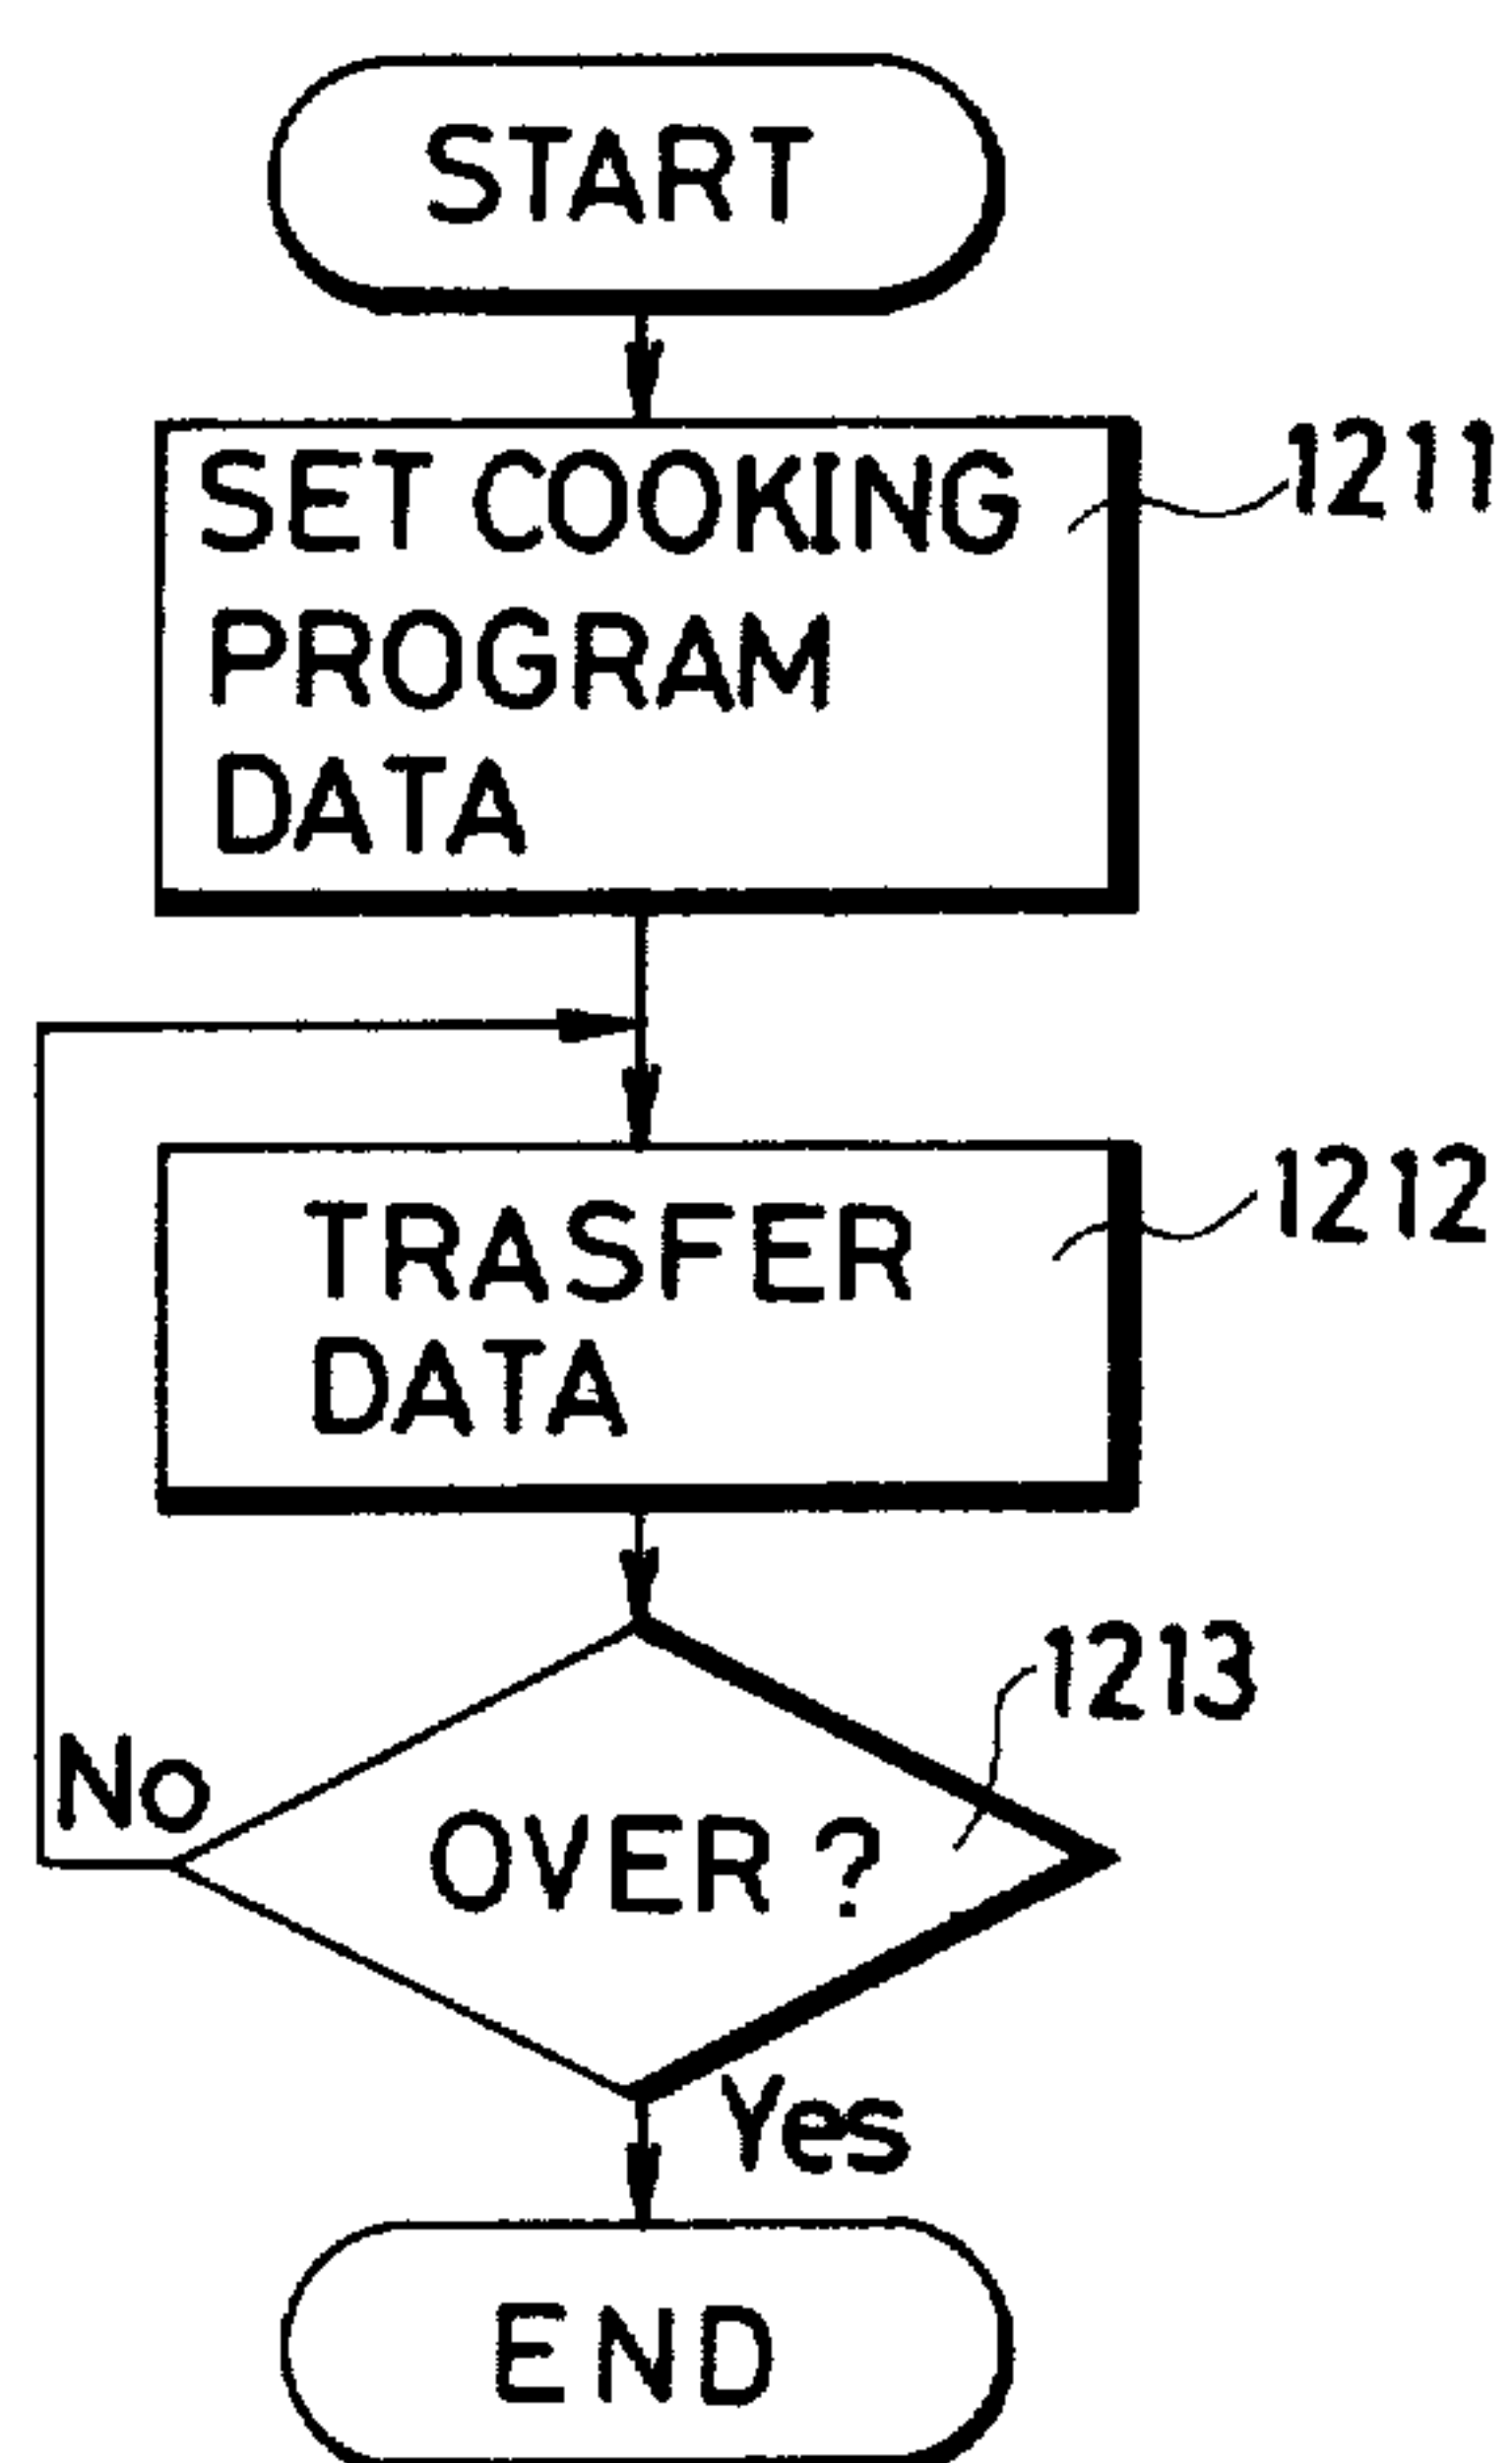 START
SET COOKING
1211
PROGRAM
DATA
TRASFER
1212
DATA
1213
No
OVER ?
Yes
END